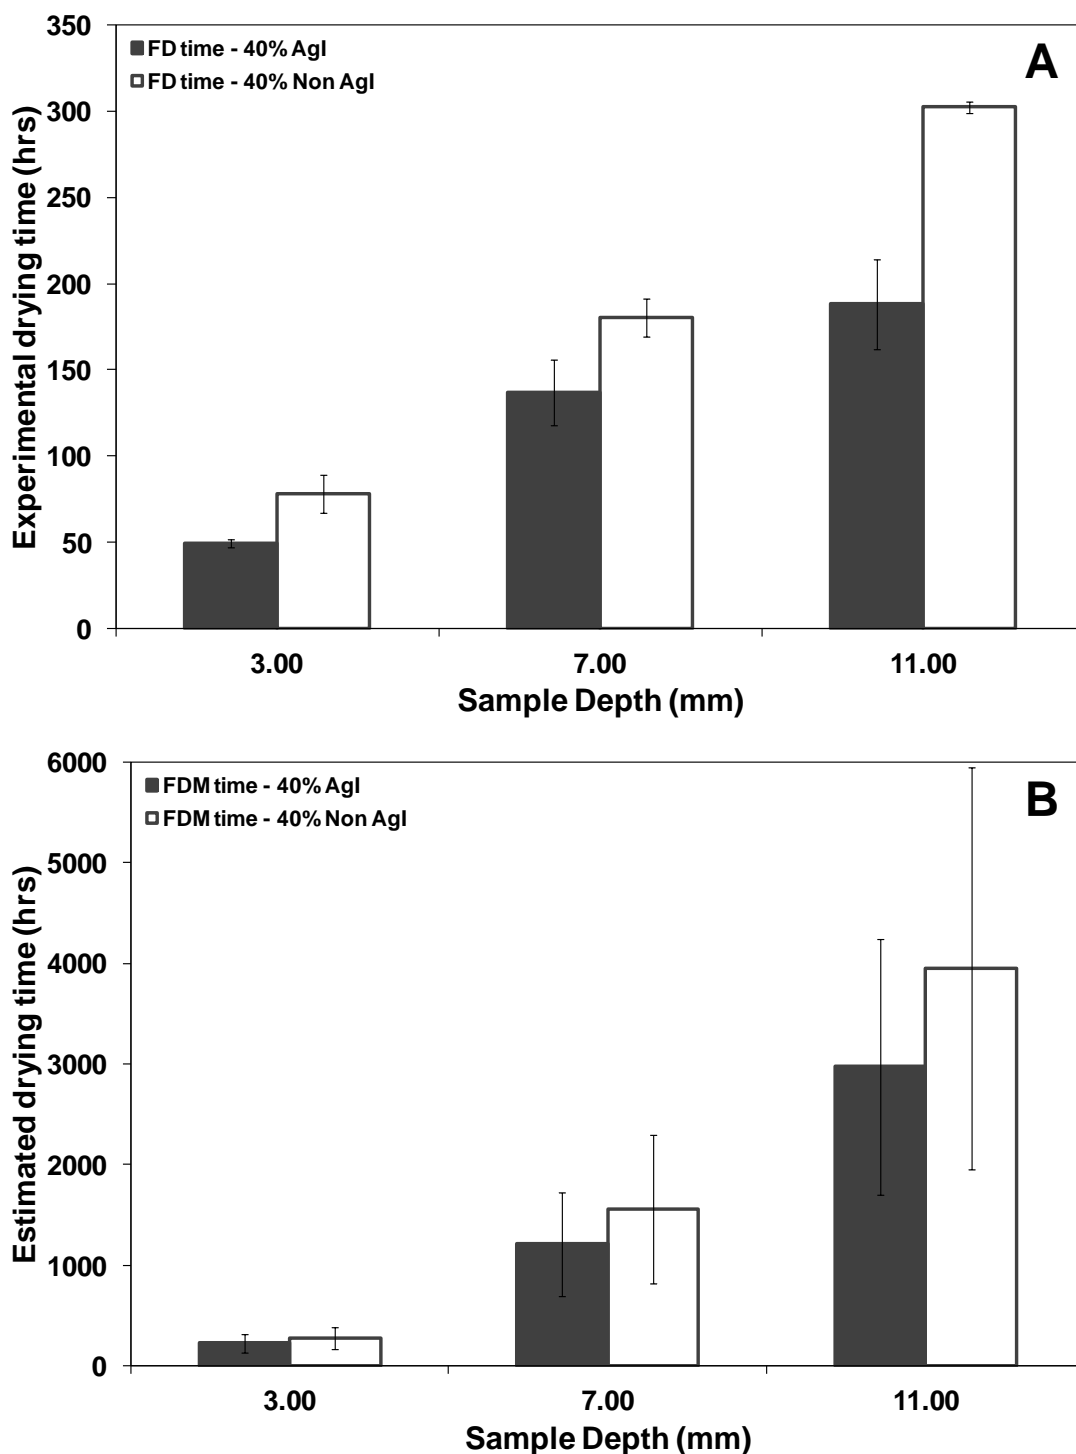 A
FD time - 40% AgI
FD time - 40% Non AgI
Experimental drying time (hrs)
350
300
250
200
150
100
50
0
3.00 7.00 11.00
Sample Depth (mm)
B
FDM time - 40% AgI
FDM time - 40% Non AgI
Estimated drying time (hrs)
6000
5000
4000
3000
2000
1000
0
3.00 7.00 11.00
Sample Depth (mm)